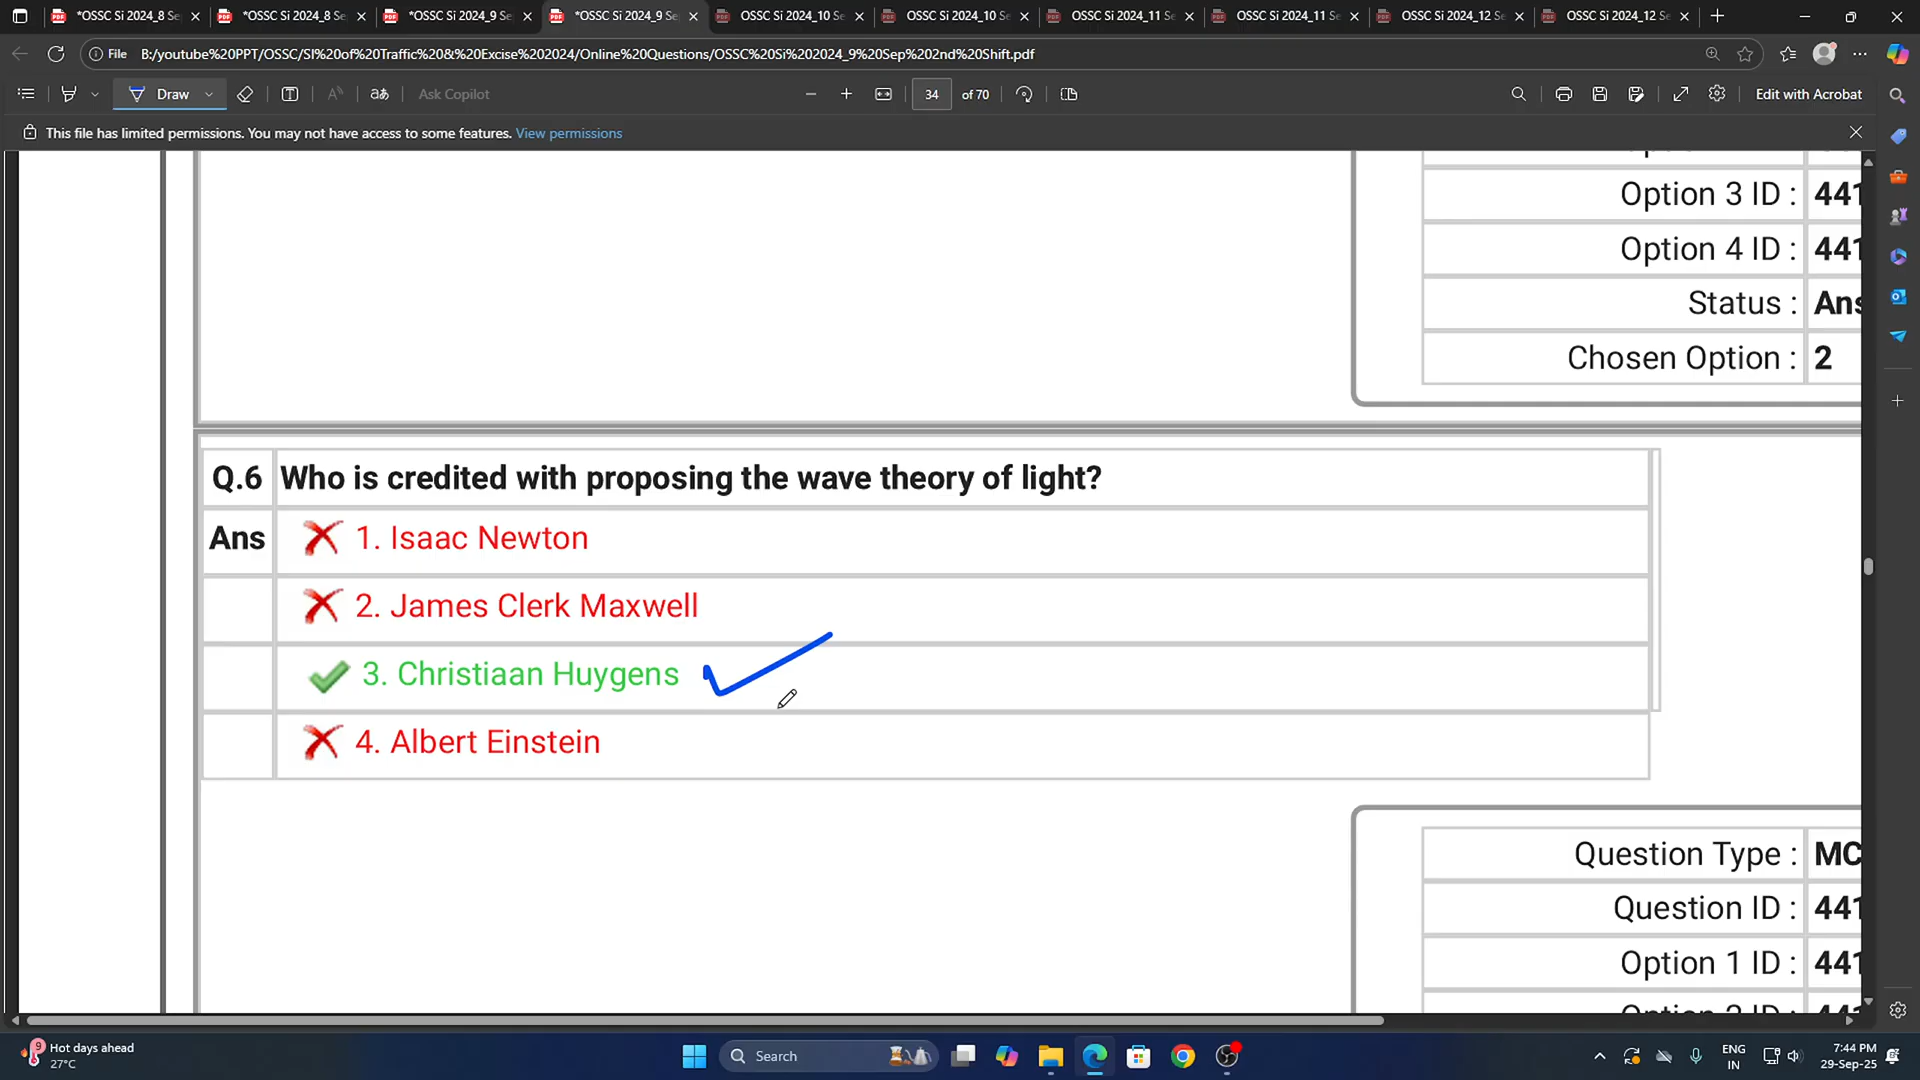 *OSSC Si 2024_8 Se
*OSSC Si 2024_8 Se
*OSSC Si 2024_9 Se
*OSSC Si 2024_9 Se
OSSC Si 2024_10 Se
OSSC Si 2024_10 Se
OSSC Si 2024_11 Se
OSSC Si 2024_11 Se
OSSC Si 2024_12 Se
OSSC Si 2024_12 Se
File B:/youtube%20PPT/OSSC/SI%20of%20Traffic%20&t%20Excise%202024/Online%20Questions/OSSC%20Si%202024_9%20Sep%202nd%20Shift.pdf
Draw
aあ
Ask Copilot
34 of 70
Edit with Acrobat
This file has limited permissions. You may not have access to some features. View permissions
Option 3 ID : 441
Option 4 ID : 441
Status : Ans
Chosen Option : 2
Q.6 Who is credited with proposing the wave theory of light?
Ans 1. Isaac Newton
2. James Clerk Maxwell
3. Christiaan Huygens
4. Albert Einstein
Question Type : MC
Question ID : 441
Option 1 ID : 441
9 Hot days ahead
27°C
Search
ENG
IN
7:44 PM
29-Sep-25